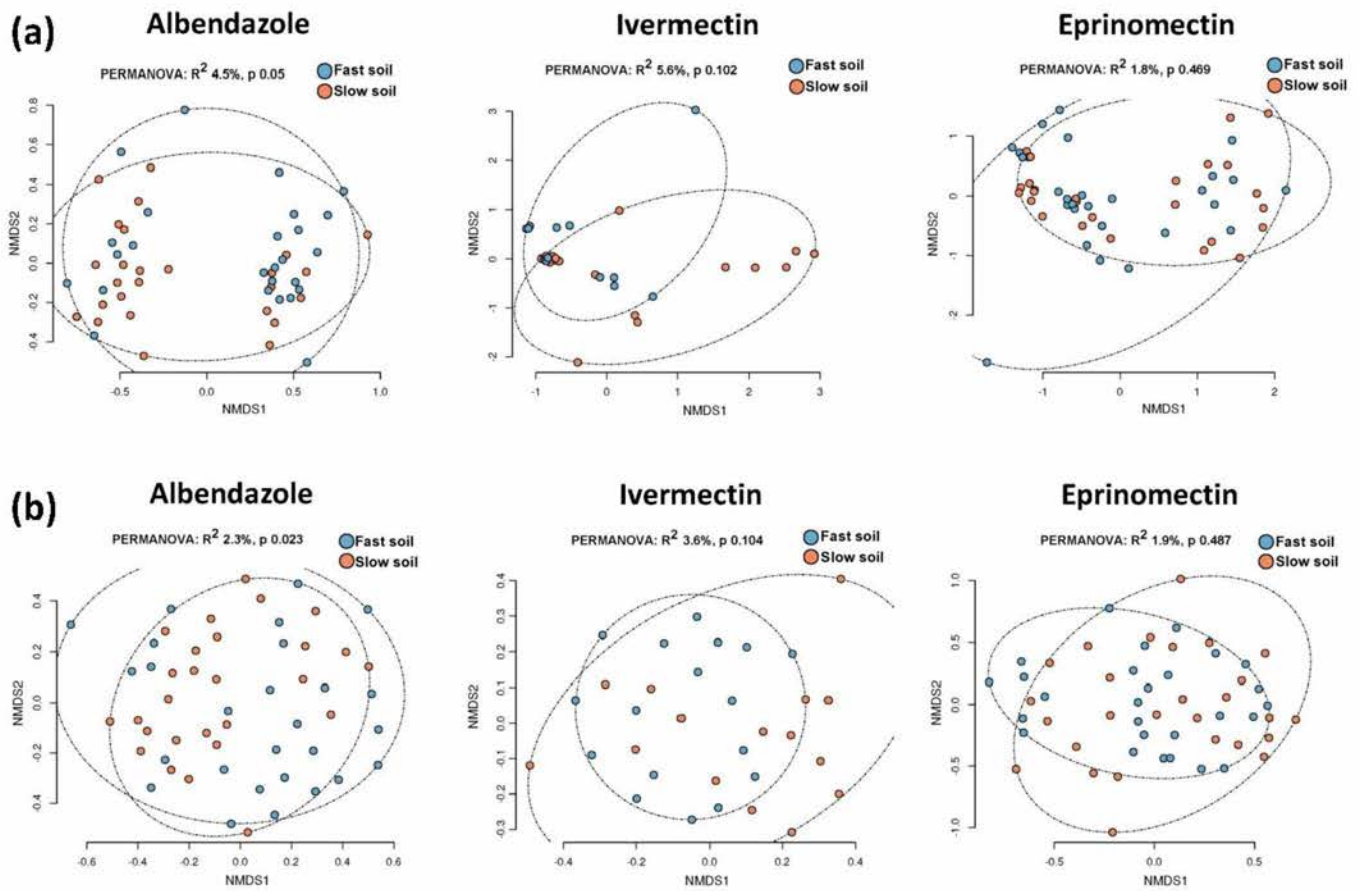 (a)
Albendazole
PERMANOVA: R2 4.5%, p 0.05
Fast soil
Slow soil
NMDS2
0.8
0.6
0.4
0.2
0.0
-0.2
-0.4
-0.5
0.0
0.5
1.0
NMDS1
Ivermectin
PERMANOVA: R2 5.6%, p 0.102
Fast soil
Slow soil
NMDS2
3
2
1
0
-1
-2
-1
0
1
2
3
NMDS1
Eprinomectin
PERMANOVA: R2 1.8%, p 0.469
Fast soil
Slow soil
NMDS2
1
0
-1
-2
-1
0
1
2
NMDS1
(b)
Albendazole
PERMANOVA: R2 2.3%, p 0.023
Fast soil
Slow soil
NMDS2
0.4
0.2
0.0
-0.2
-0.4
-0.6
-0.4
-0.2
0.0
0.2
0.4
0.6
NMDS1
Ivermectin
PERMANOVA: R2 3.6%, p 0.104
Fast soil
Slow soil
NMDS2
0.4
0.3
0.2
0.1
0.0
-0.1
-0.2
-0.3
-0.4
-0.2
0.0
0.2
0.4
NMDS1
Eprinomectin
PERMANOVA: R2 1.9%, p 0.487
Fast soil
Slow soil
NMDS2
1.0
0.5
0.0
-0.5
-1.0
-0.5
0.0
0.5
NMDS1